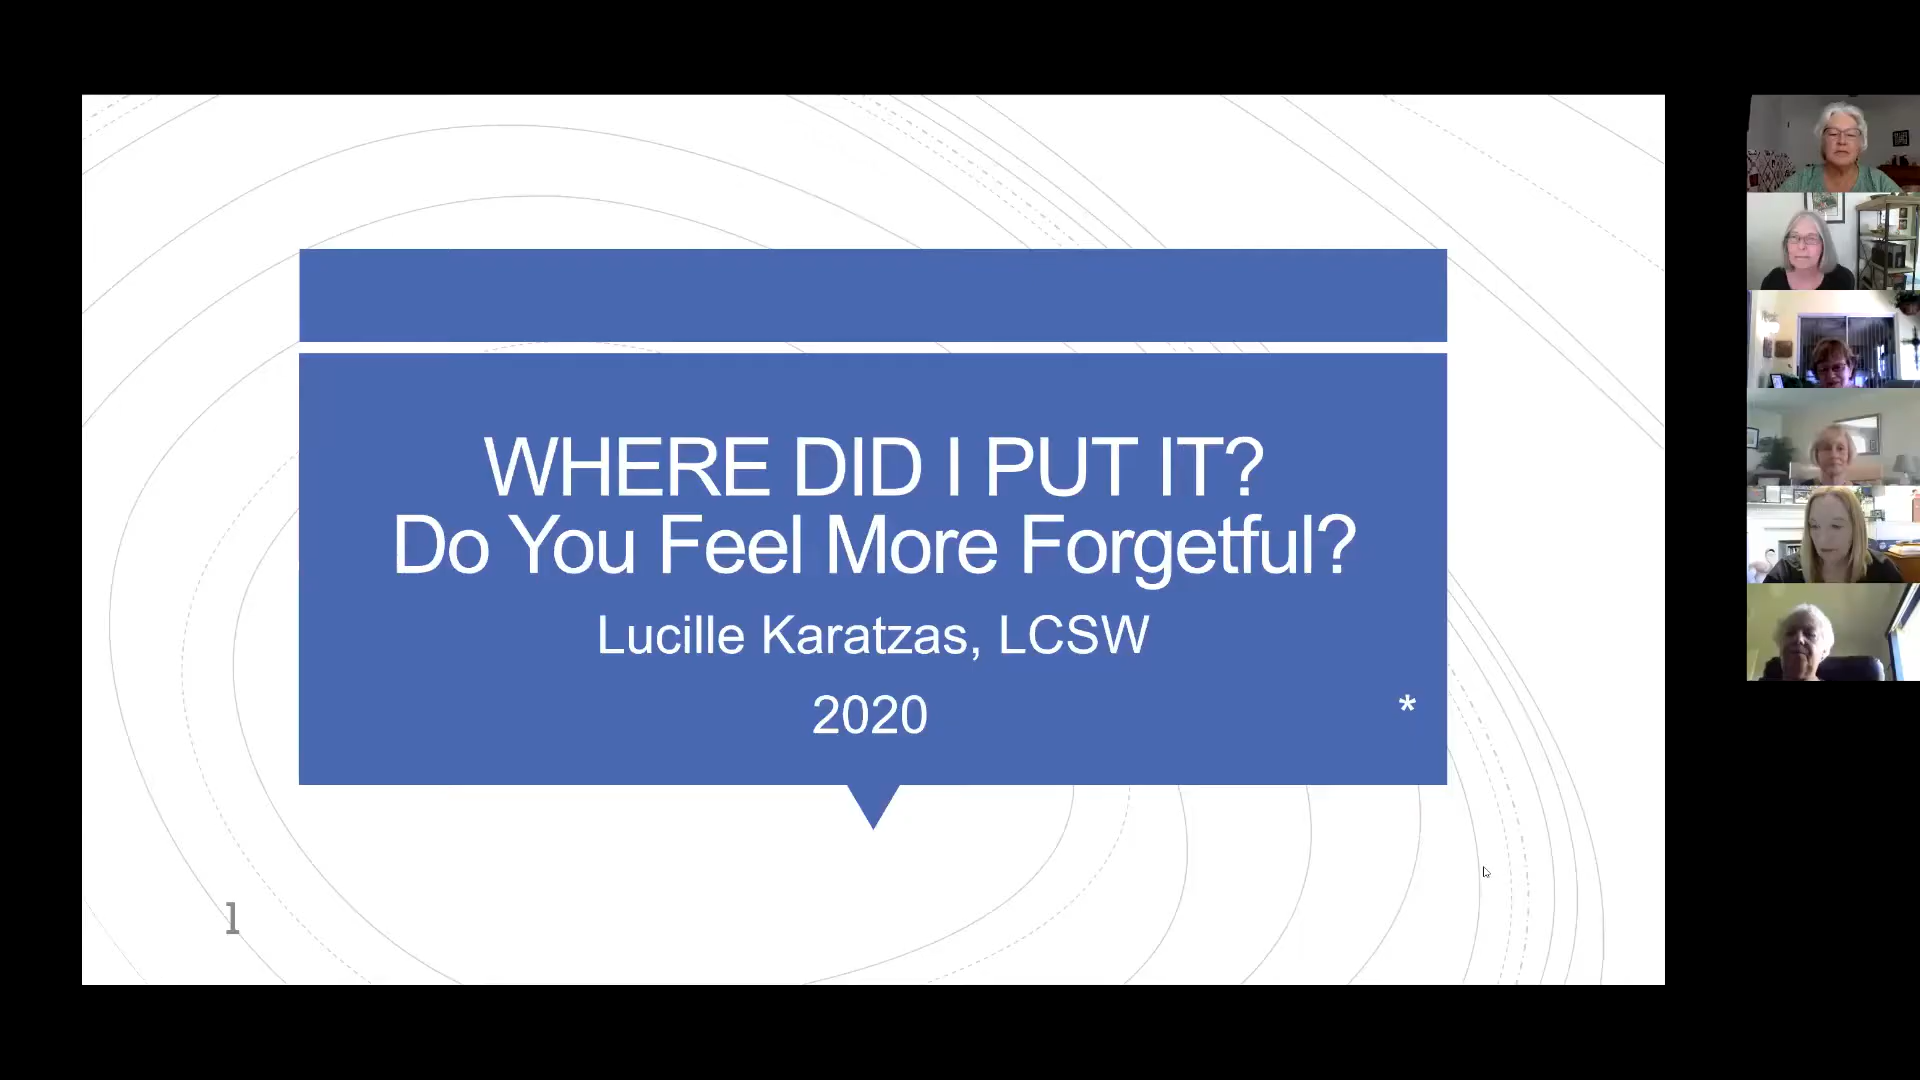 WHERE DID I PUT IT?
Do You Feel More Forgetful?
Lucille Karatzas, LCSW
2020
*
1